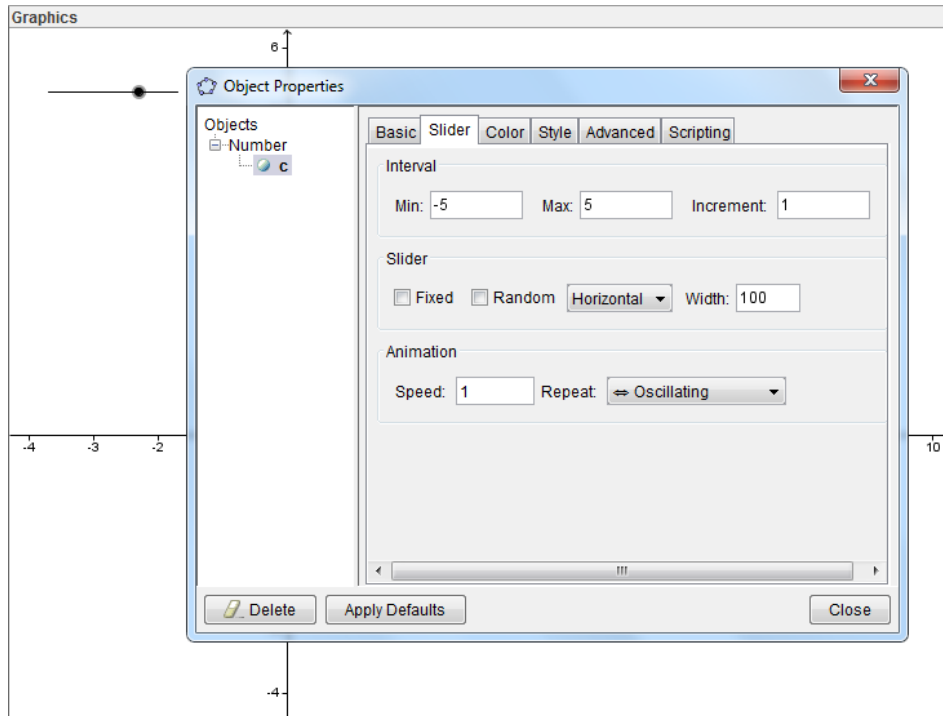 Graphics
6
Object Properties
X
Objects
Number
c
Basic Slider Color Style Advanced Scripting
Interval
Min: -5 Max: 5 Increment: 1
Slider
Fixed Random Horizontal Width: 100
Animation
Speed: 1 Repeat: ⇔ Oscillating
-4 -3 -2 10
Delete Apply Defaults Close
-4